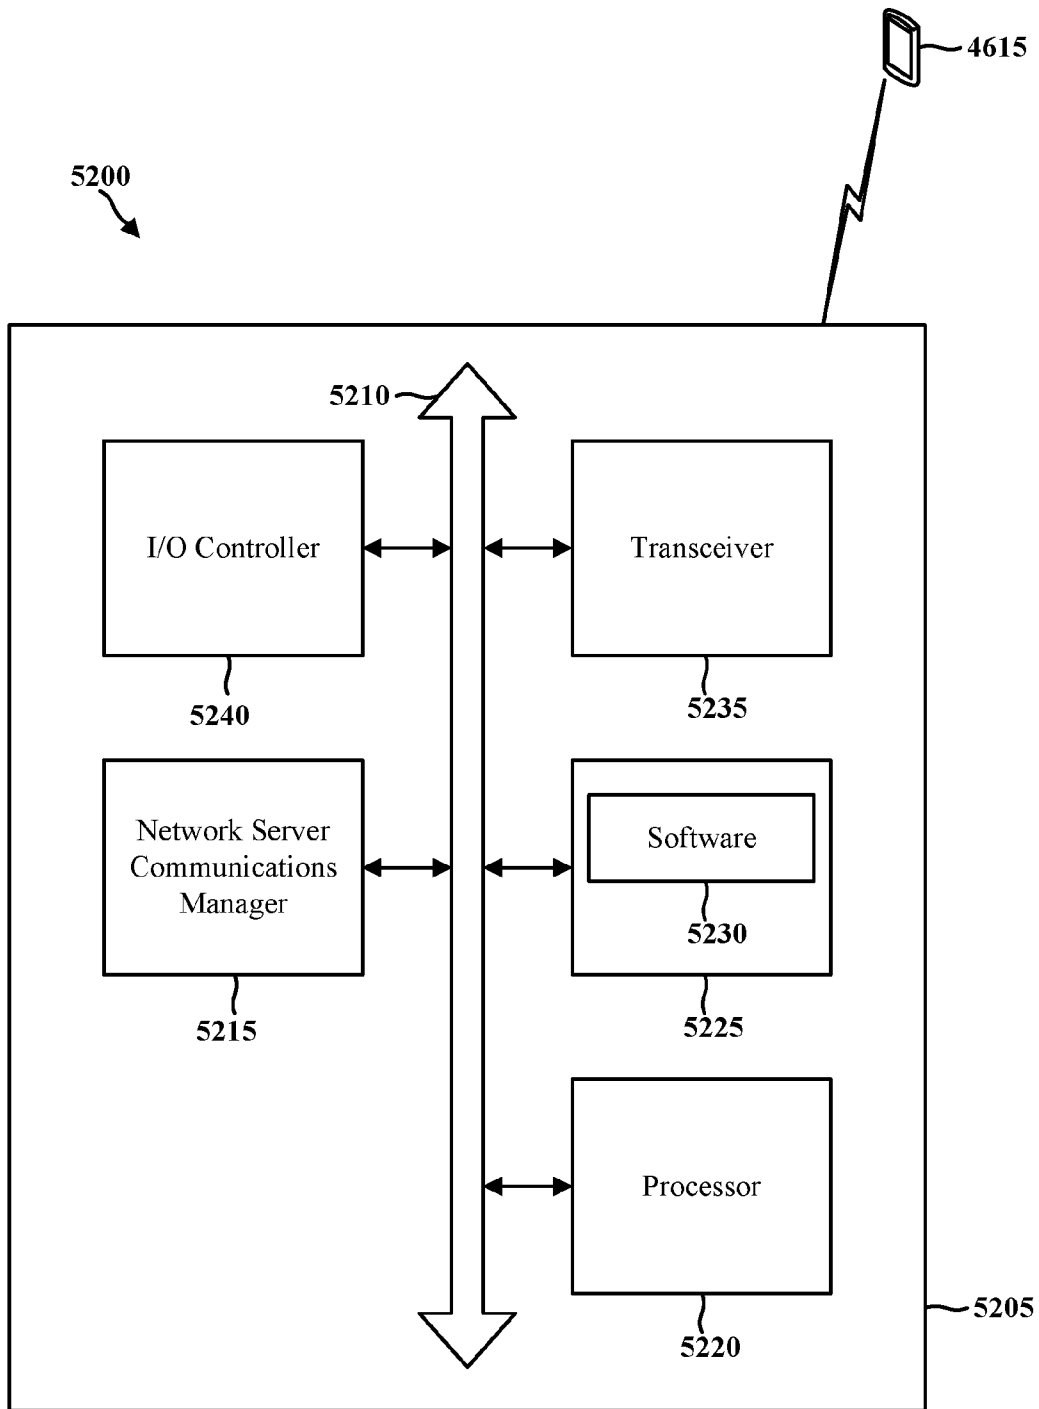 4615
5200
5210
I/O Controller
Transceiver
5240
5235
Network Server
Communications
Manager
Software
5230
5215
5225
Processor
5205
5220